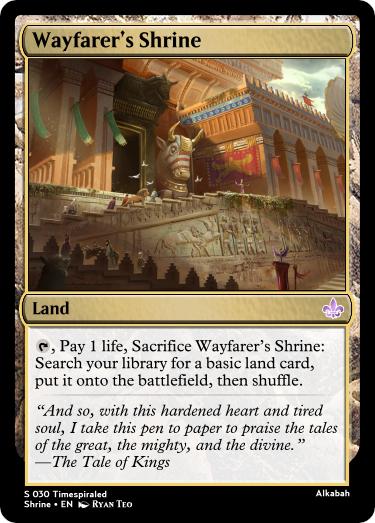 Wayfarer's Shrine
Land
, Pay 1 life, Sacrifice Wayfarer's Shrine:
Search your library for a basic land card,
put it onto the battlefield, then shuffle.
“And so, with this hardened heart and tired
soul, I take this pen to paper to praise the tales
of the great, the mighty, and the divine.”
—The Tale of Kings
S 030 Timespiraled
Shrine • EN Ryan Teo
Alkabah